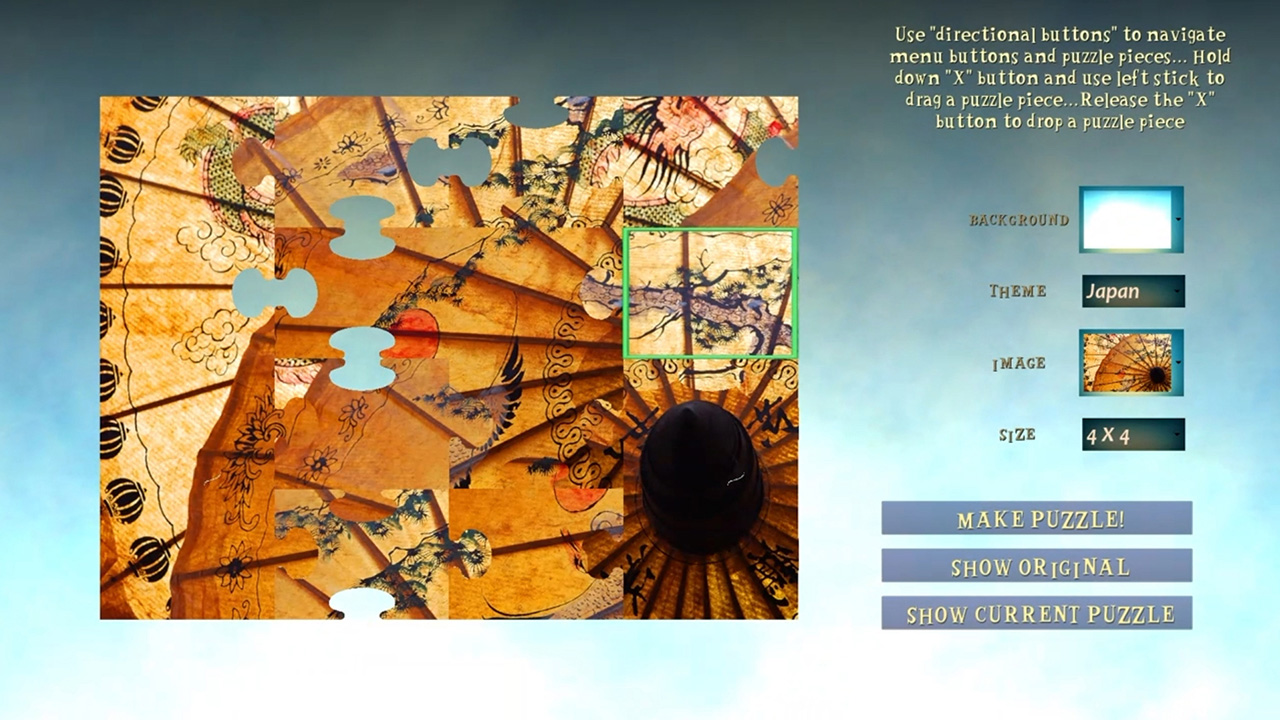 Use "directional buttons" to navigate
menu buttons and puzzle pieces... Hold
down "X" button and use left stick to
drag a puzzle piece...Release the "X"
button to drop a puzzle piece
BACKGROUND
THEME
Japan
IMAGE
SIZE
4 X 4
MAKE PUZZLE!
SHOW ORIGINAL
SHOW CURRENT PUZZLE